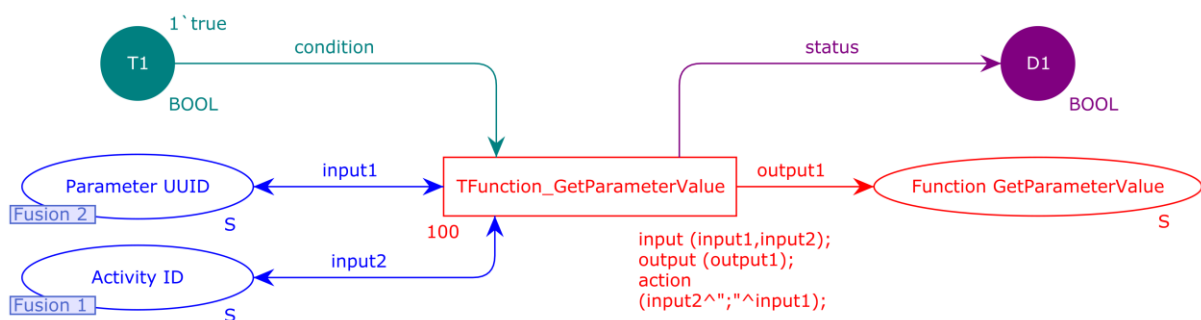 1`true
condition
status
T1
D1
BOOL
BOOL
input1
output1
Parameter UUID
TFunction_GetParameterValue
Function GetParameterValue
Fusion 2
S
100
S
input (input1,input2);
output (output1);
action
(input2^";"^input1);
input2
Activity ID
Fusion 1
S